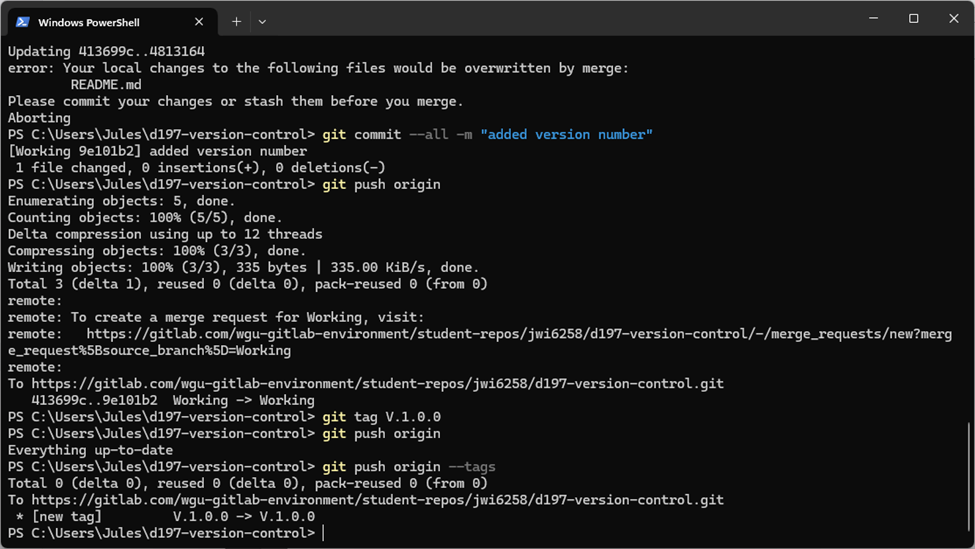 Windows PowerShell
Updating 413699c..4813164
error: Your local changes to the following files would be overwritten by merge:
        README.md
Please commit your changes or stash them before you merge.
Aborting
PS C:\Users\Jules\d197-version-control> git commit --all -m "added version number"
[Working 9e101b2] added version number
 1 file changed, 0 insertions(+), 0 deletions(-)
PS C:\Users\Jules\d197-version-control> git push origin
Enumerating objects: 5, done.
Counting objects: 100% (5/5), done.
Delta compression using up to 12 threads
Compressing objects: 100% (3/3), done.
Writing objects: 100% (3/3), 335 bytes | 335.00 KiB/s, done.
Total 3 (delta 1), reused 0 (delta 0), pack-reused 0 (from 0)
remote:
remote: To create a merge request for Working, visit:
remote:   https://gitlab.com/wgu-gitlab-environment/student-repos/jwi6258/d197-version-control/-/merge_requests/new?merg
e_request%5Bsource_branch%5D=Working
remote:
To https://gitlab.com/wgu-gitlab-environment/student-repos/jwi6258/d197-version-control.git
   413699c..9e101b2  Working -> Working
PS C:\Users\Jules\d197-version-control> git tag V.1.0.0
PS C:\Users\Jules\d197-version-control> git push origin
Everything up-to-date
PS C:\Users\Jules\d197-version-control> git push origin --tags
Total 0 (delta 0), reused 0 (delta 0), pack-reused 0 (from 0)
To https://gitlab.com/wgu-gitlab-environment/student-repos/jwi6258/d197-version-control.git
 * [new tag]         V.1.0.0 -> V.1.0.0
PS C:\Users\Jules\d197-version-control>